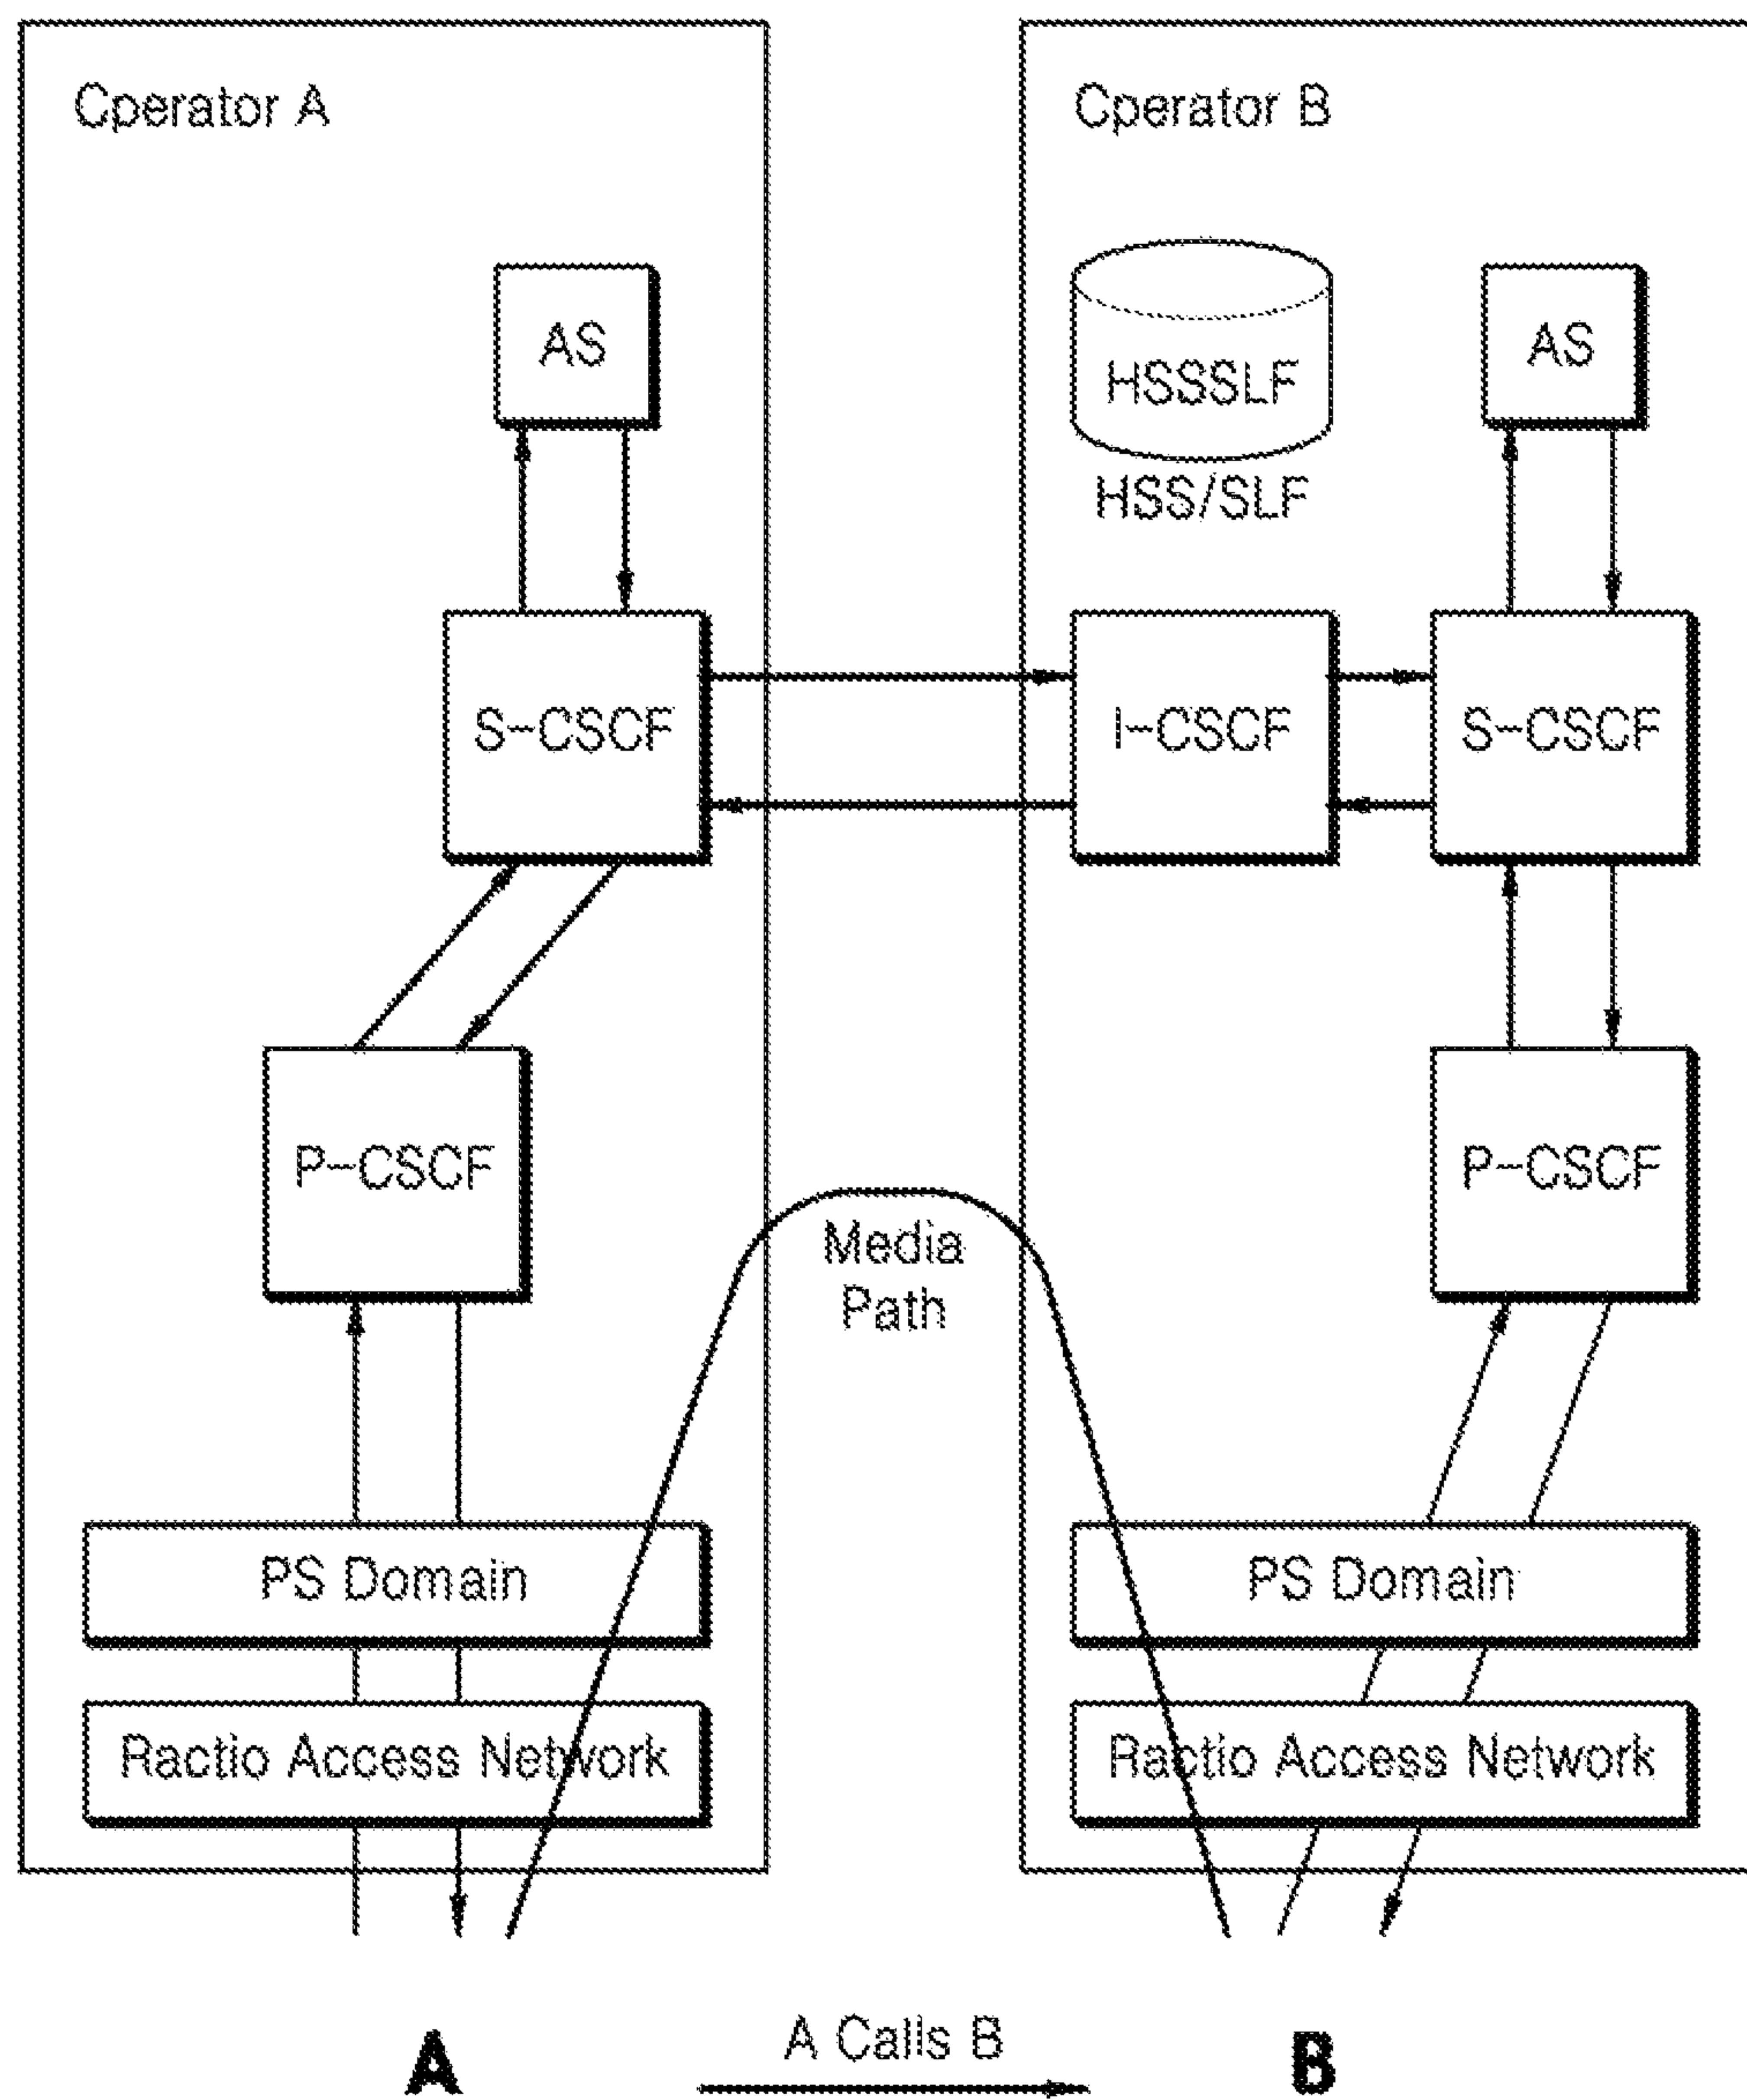 Cperator A
Cperator B
AS
HSSSLF
HSS/SLF
AS
S-CSCF
I-CSCF
S-CSCF
P-CSCF
P-CSCF
Media
Path
PS Domain
PS Domain
Ractio Access Network
Ractio Access Network
A
A Calls B
B